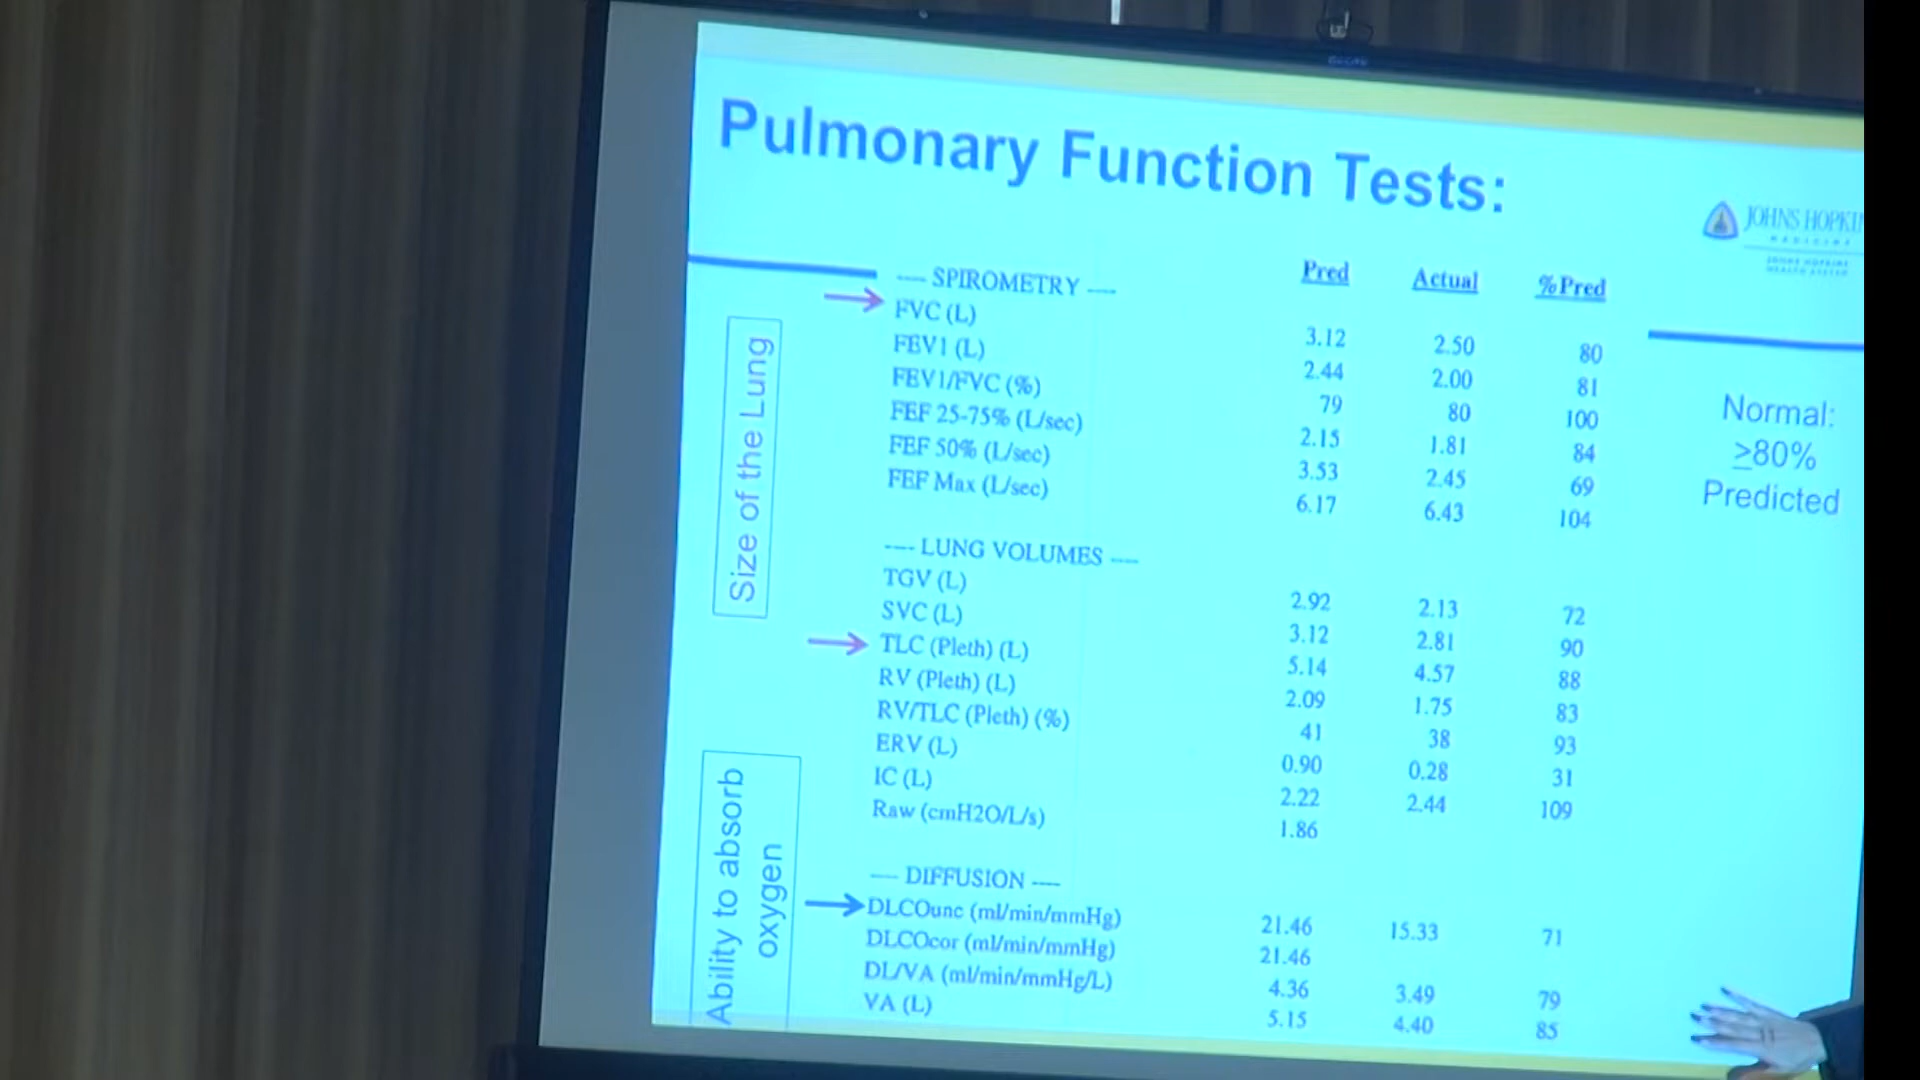 Pulmonary Function Tests:
JOHNS HOPKI
MEDICINE
JOHNS HOPKINS
HEALTH SYSTEM
Pred Actual %Pred
---- SPIROMETRY ----
FVC (L) 3.12 2.50 80
FEV1 (L) 2.44 2.00 81
FEV1/FVC (%) 79 80 100
FEF 25-75% (L/sec) 2.15 1.81 84
FEF 50% (L/sec) 3.53 2.45 69
FEF Max (L/sec) 6.17 6.43 104
---- LUNG VOLUMES ----
TGV (L) 2.92 2.13 72
SVC (L) 3.12 2.81 90
TLC (Pleth) (L) 5.14 4.57 88
RV (Pleth) (L) 2.09 1.75 83
RV/TLC (Pleth) (%) 41 38 93
ERV (L) 0.90 0.28 31
IC (L) 2.22 2.44 109
Raw (cmH2O/L/s) 1.86
---- DIFFUSION ----
DLCOunc (ml/min/mmHg) 21.46 15.33 71
DLCOcor (ml/min/mmHg) 21.46
DL/VA (ml/min/mmHg/L) 4.36 3.49 79
VA (L) 5.15 4.40 85
Size of the Lung
Ability to absorb
oxygen
Normal:
≥80%
Predicted